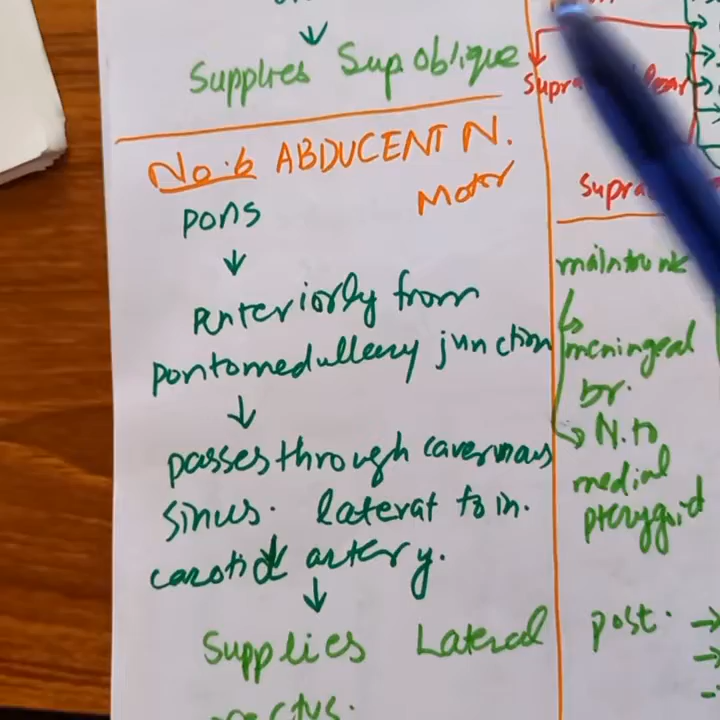 Supplies Sup. oblique
No. 6 ABDUCENT N.
Motor
pons
↓
Anteriorly from
pontomedullary junction
↓
passes through cavernous
sinus. lateral to in.
carotid artery.
↓
Supplies Lateral
rectus.
Supra
main trunk
meningeal
br.
→ N. to
medial
pterygoid
post. →